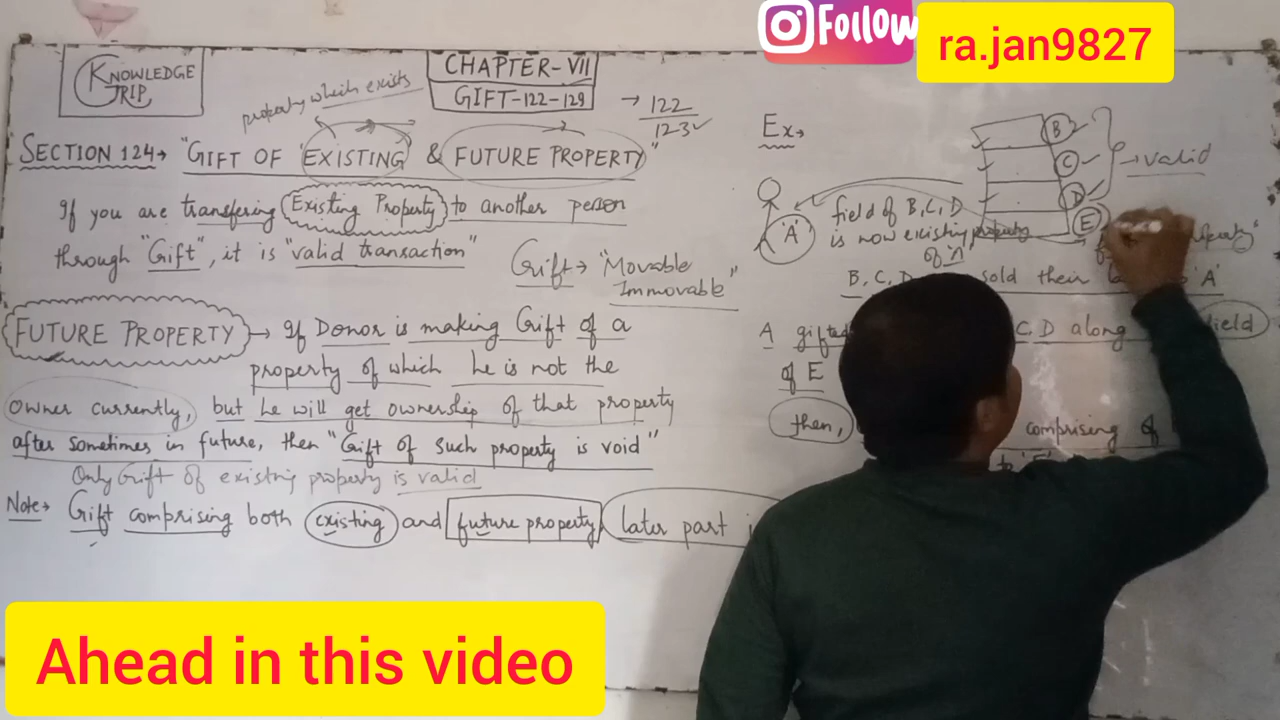 Follow
ra.jan9827
KNOWLEDGE
GRIP
CHAPTER-VII
GIFT-122-129
→ 122
123✓
property which exists
SECTION 124→ "GIFT OF EXISTING & FUTURE PROPERTY"
If you are transfering Existing Property to another person
through "Gift", it is "valid transaction"
Gift → "Movable
Immovable"
FUTURE PROPERTY → If Donor is making Gift of a
property of which he is not the
owner currently, but he will get ownership of that property
after sometimes in future, then "Gift of such property is void"
Only Gift of existing property is valid
Note→ Gift comprising both existing and future property, later part
Ex→
B
C
D
E
→ valid
'A'
field of B, C, D
is now existing property
of 'A'
B, C, D sold their 'A'
A C, D along field
of E
then, comprising of
Ahead in this video